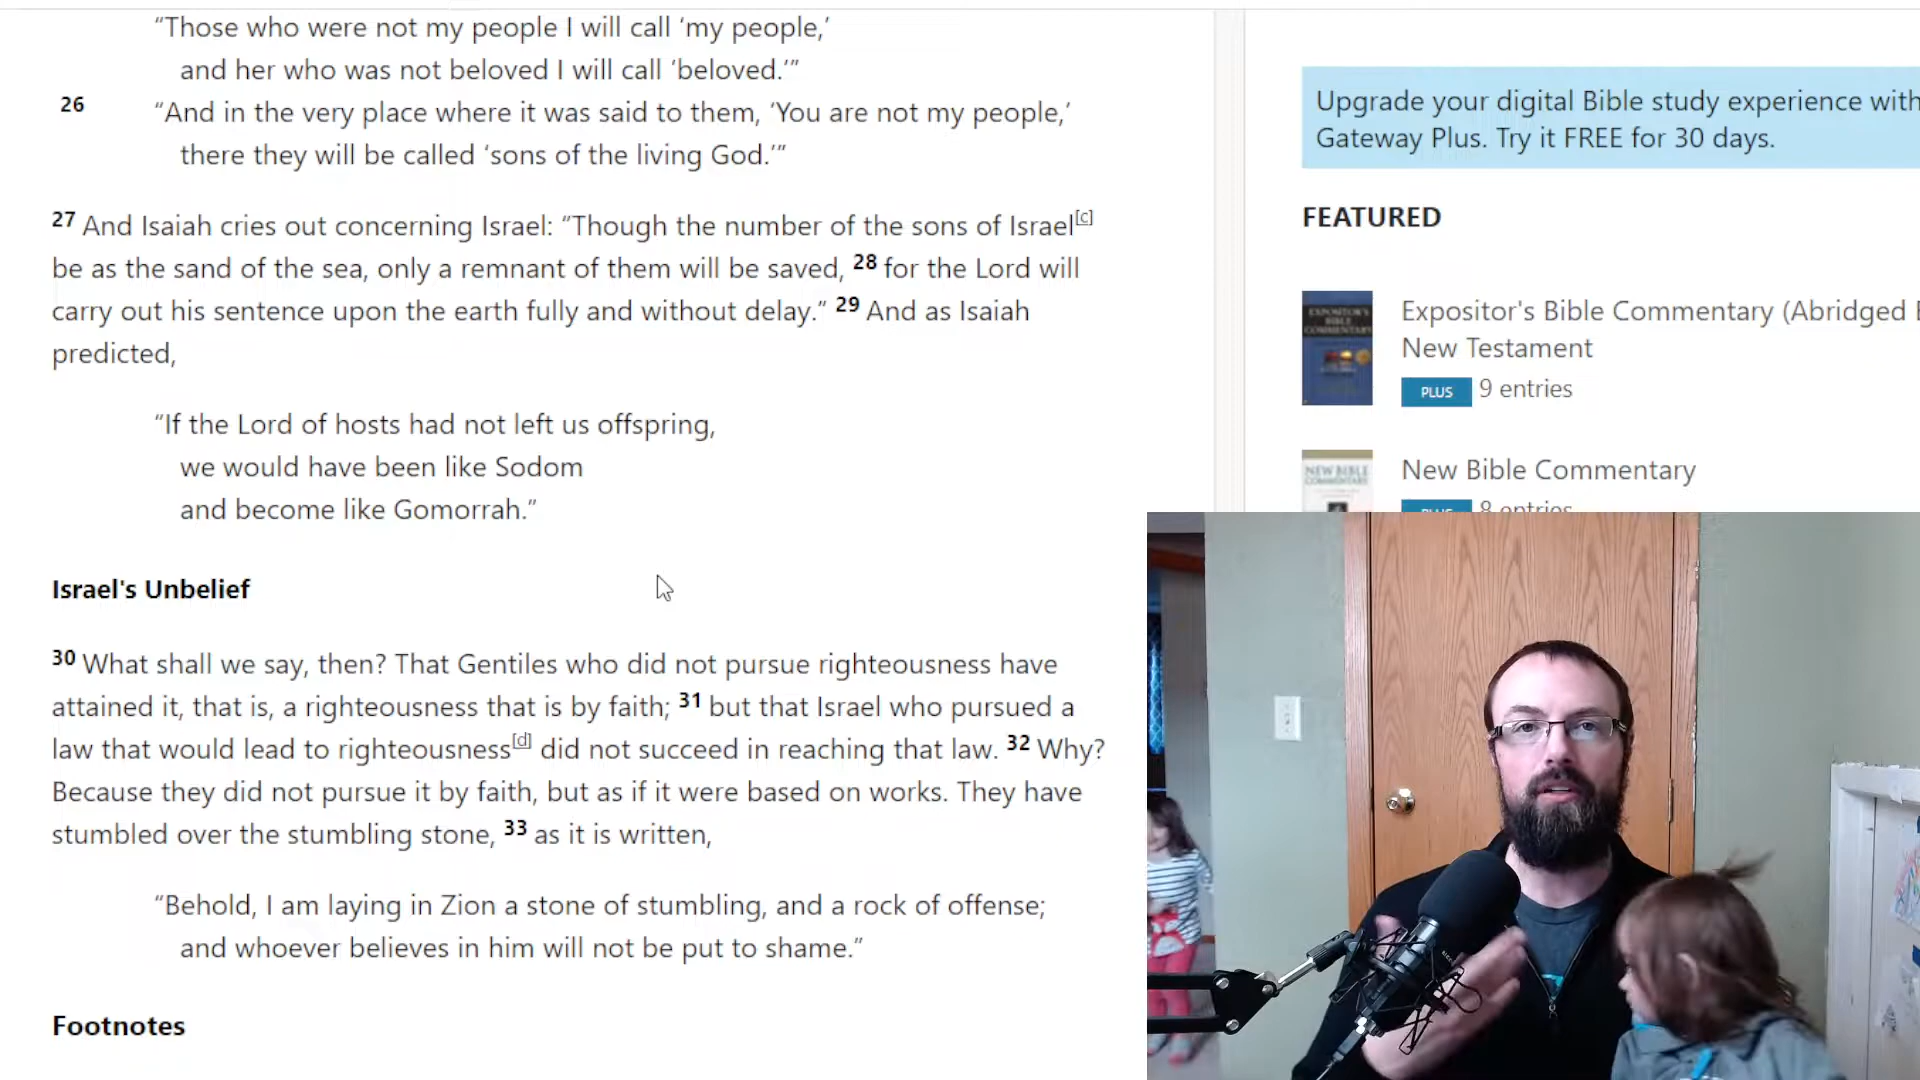 “Those who were not my people I will call ‘my people,’
and her who was not beloved I will call ‘beloved.’”
26 “And in the very place where it was said to them, ‘You are not my people,’
there they will be called ‘sons of the living God.’”
27 And Isaiah cries out concerning Israel: “Though the number of the sons of Israel[c]
be as the sand of the sea, only a remnant of them will be saved, 28 for the Lord will
carry out his sentence upon the earth fully and without delay.” 29 And as Isaiah
predicted,
“If the Lord of hosts had not left us offspring,
we would have been like Sodom
and become like Gomorrah.”
Israel's Unbelief
30 What shall we say, then? That Gentiles who did not pursue righteousness have
attained it, that is, a righteousness that is by faith; 31 but that Israel who pursued a
law that would lead to righteousness[d] did not succeed in reaching that law. 32 Why?
Because they did not pursue it by faith, but as if it were based on works. They have
stumbled over the stumbling stone, 33 as it is written,
“Behold, I am laying in Zion a stone of stumbling, and a rock of offense;
and whoever believes in him will not be put to shame.”
Footnotes
Upgrade your digital Bible study experience with
Gateway Plus. Try it FREE for 30 days.
FEATURED
EXPOSITOR'S
BIBLE
COMMENTARY
Expositor's Bible Commentary (Abridged
New Testament
PLUS 9 entries
NEW BIBLE
COMMENTARY
New Bible Commentary
PLUS 8 entries